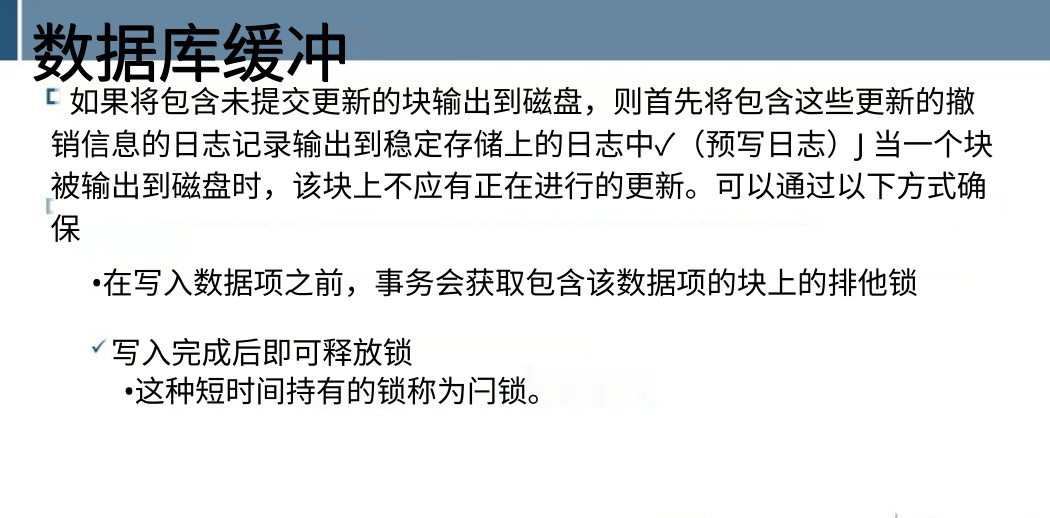 数据库缓冲
如果将包含未提交更新的块输出到磁盘，则首先将包含这些更新的撤
销信息的日志记录输出到稳定存储上的日志中✓（预写日志）J 当一个块
被输出到磁盘时，该块上不应有正在进行的更新。可以通过以下方式确
保
•在写入数据项之前，事务会获取包含该数据项的块上的排他锁
✓写入完成后即可释放锁
•这种短时间持有的锁称为闩锁。